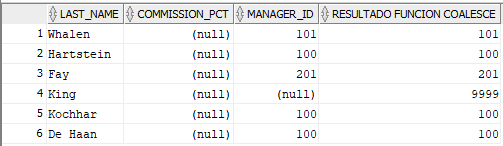 LAST_NAME COMMISSION_PCT MANAGER_ID RESULTADO FUNCION COALESCE
1 Whalen (null) 101 101
2 Hartstein (null) 100 100
3 Fay (null) 201 201
4 King (null) (null) 9999
5 Kochhar (null) 100 100
6 De Haan (null) 100 100